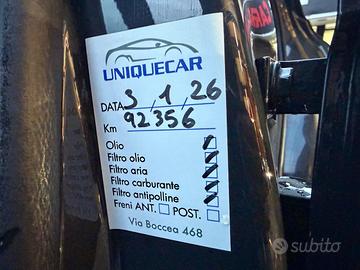 UNIQUECAR
DATA 5/1/26
Km 92356
Olio
Filtro olio
Filtro aria
Filtro carburante
Filtro antipolline
Freni ANT. POST.
Via Boccea 468
subito